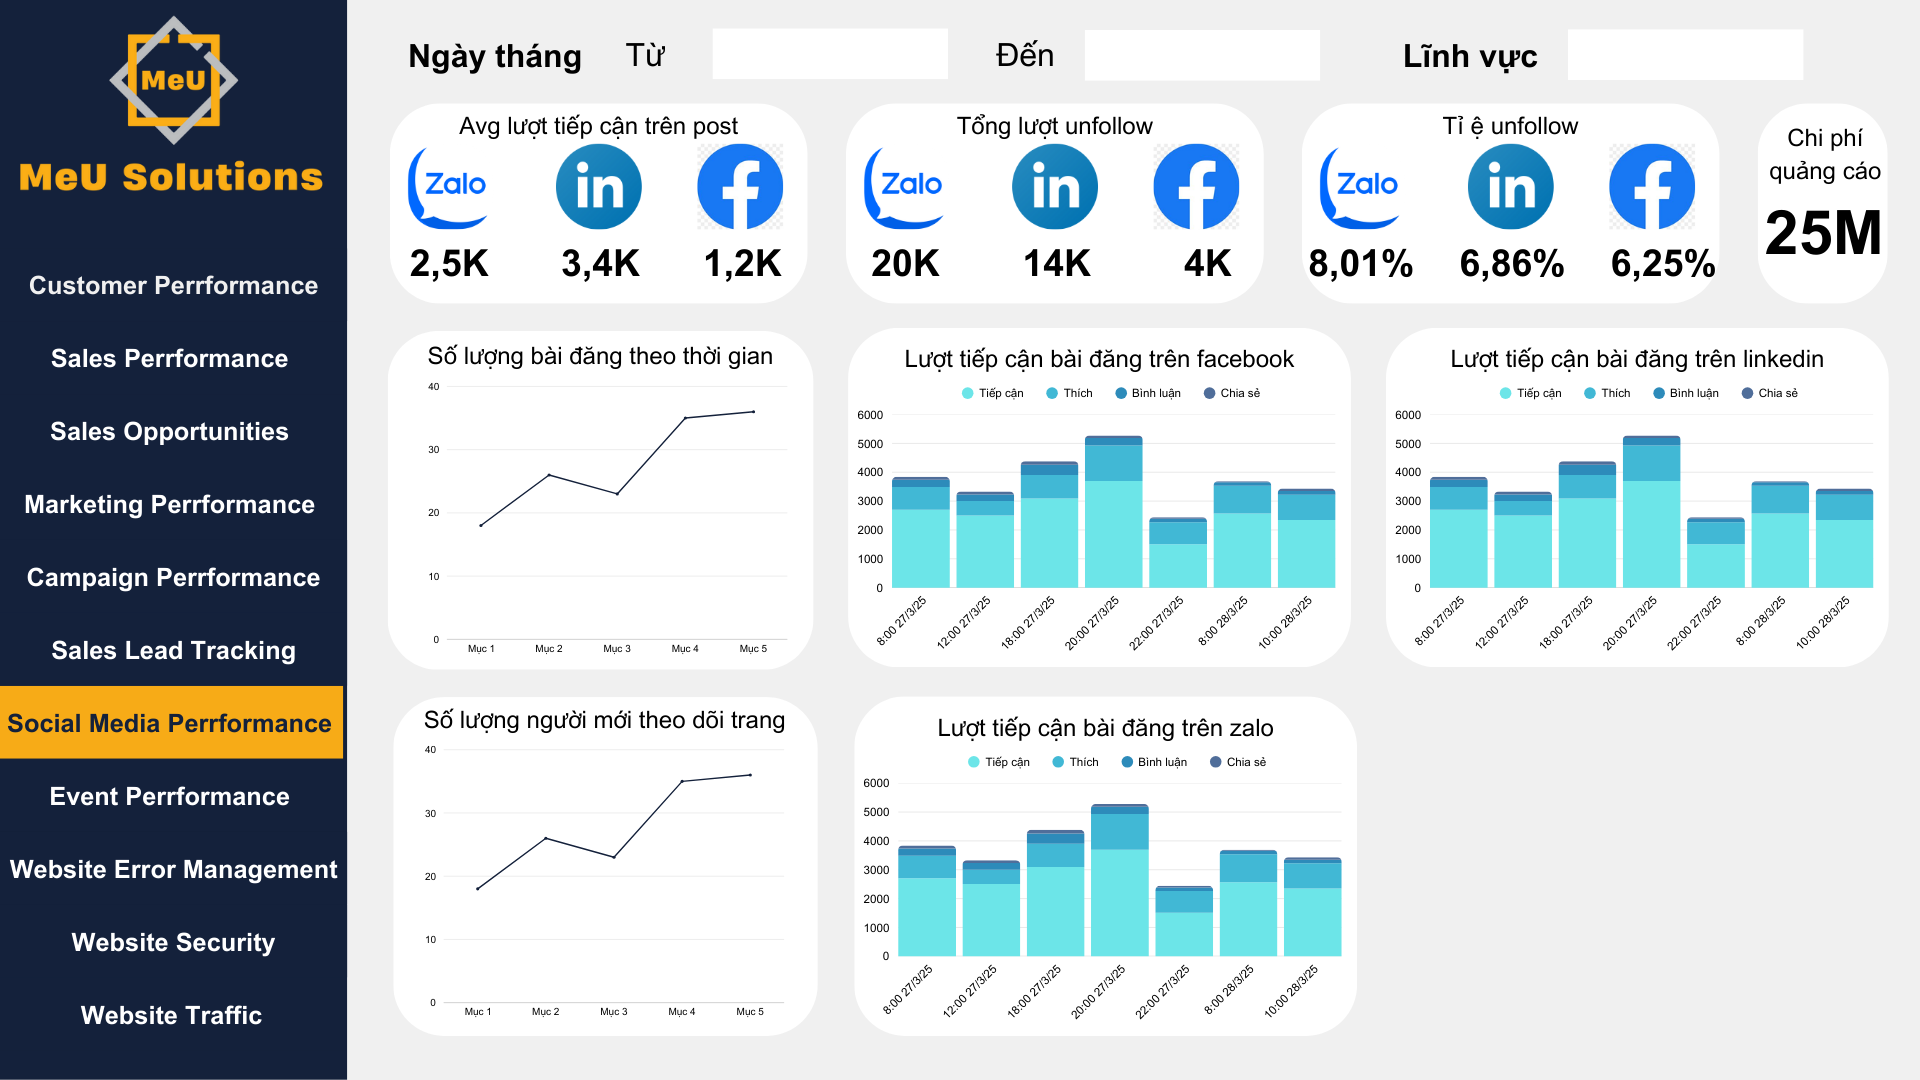 MeU
MeU Solutions
Customer Perrformance
Sales Perrformance
Sales Opportunities
Marketing Perrformance
Campaign Perrformance
Sales Lead Tracking
Social Media Perrformance
Event Perrformance
Website Error Management
Website Security
Website Traffic
Ngày tháng Từ Đến Lĩnh vực
Avg lượt tiếp cận trên post
Zalo in f
2,5K 3,4K 1,2K
Tổng lượt unfollow
Zalo in f
20K 14K 4K
Tỉ ệ unfollow
Zalo in f
8,01% 6,86% 6,25%
Chi phí
quảng cáo
25M
Số lượng bài đăng theo thời gian
40
30
20
10
0
Mục 1 Mục 2 Mục 3 Mục 4 Mục 5
Lượt tiếp cận bài đăng trên facebook
Tiếp cận Thích Bình luận Chia sẻ
6000
5000
4000
3000
2000
1000
0
8:00 27/3/25 12:00 27/3/25 18:00 27/3/25 20:00 27/3/25 22:00 27/3/25 8:00 28/3/25 10:00 28/3/25
Lượt tiếp cận bài đăng trên linkedin
Tiếp cận Thích Bình luận Chia sẻ
6000
5000
4000
3000
2000
1000
0
8:00 27/3/25 12:00 27/3/25 18:00 27/3/25 20:00 27/3/25 22:00 27/3/25 8:00 28/3/25 10:00 28/3/25
Số lượng người mới theo dõi trang
40
30
20
10
0
Mục 1 Mục 2 Mục 3 Mục 4 Mục 5
Lượt tiếp cận bài đăng trên zalo
Tiếp cận Thích Bình luận Chia sẻ
6000
5000
4000
3000
2000
1000
0
8:00 27/3/25 12:00 27/3/25 18:00 27/3/25 20:00 27/3/25 22:00 27/3/25 8:00 28/3/25 10:00 28/3/25